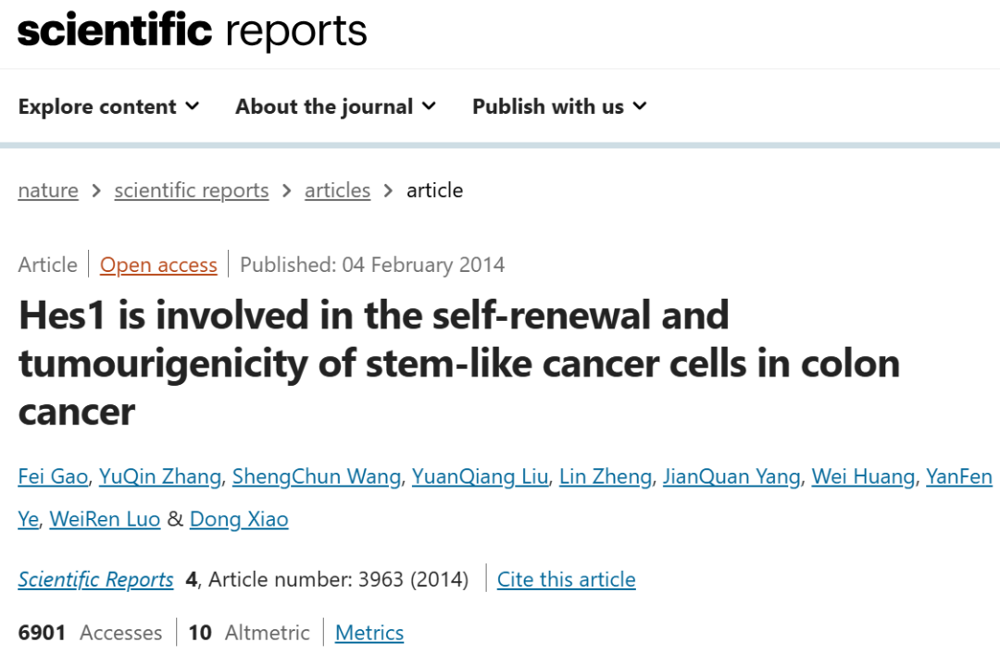 scientific reports
Explore content About the journal Publish with us
nature > scientific reports > articles > article
Article Open access Published: 04 February 2014
Hes1 is involved in the self-renewal and
tumourigenicity of stem-like cancer cells in colon
cancer
Fei Gao, YuQin Zhang, ShengChun Wang, YuanQiang Liu, Lin Zheng, JianQuan Yang, Wei Huang, YanFen
Ye, WeiRen Luo & Dong Xiao
Scientific Reports 4, Article number: 3963 (2014) Cite this article
6901 Accesses 10 Altmetric Metrics